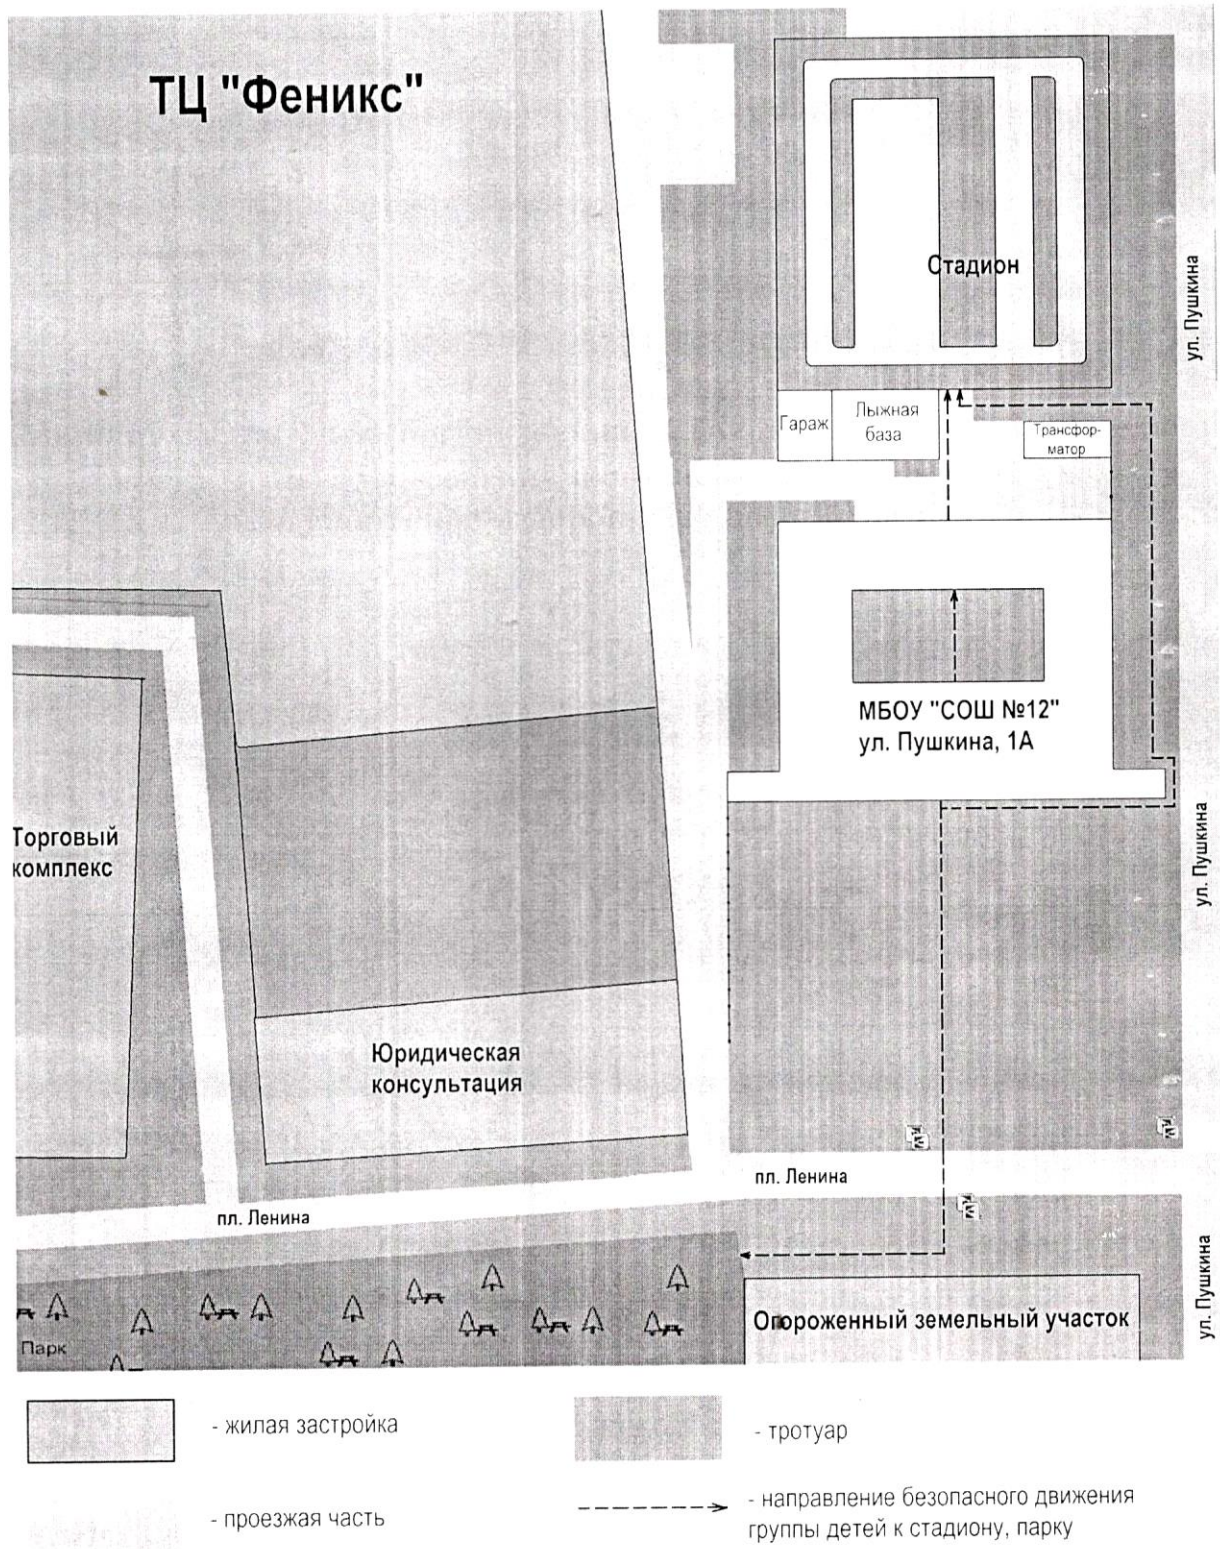 ТЦ "Феникс"
Стадион
ул. Пушкина
Гараж
Лыжная
база
Трансфор-
матор
МБОУ "СОШ №12"
ул. Пушкина, 1А
Торговый
комплекс
ул. Пушкина
Юридическая
консультация
пл. Ленина
пл. Ленина
ул. Пушкина
Огороженный земельный участок
Парк
- жилая застройка
- тротуар
- проезжая часть
- направление безопасного движения
группы детей к стадиону, парку